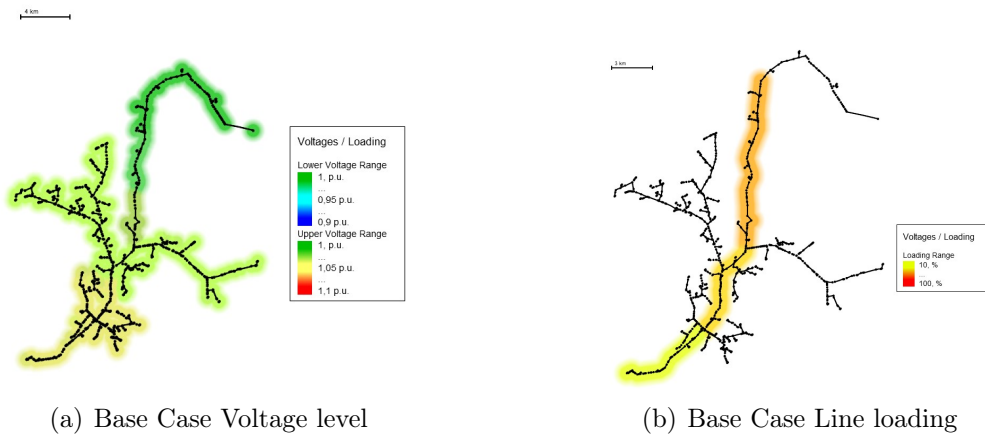 4 km
Voltages / Loading
Lower Voltage Range
1, p.u.
...
0,95 p.u.
...
0,9 p.u.
Upper Voltage Range
1, p.u.
...
1,05 p.u.
...
1,1 p.u.
(a) Base Case Voltage level
3 km
Voltages / Loading
Loading Range
10, %
...
100, %
(b) Base Case Line loading